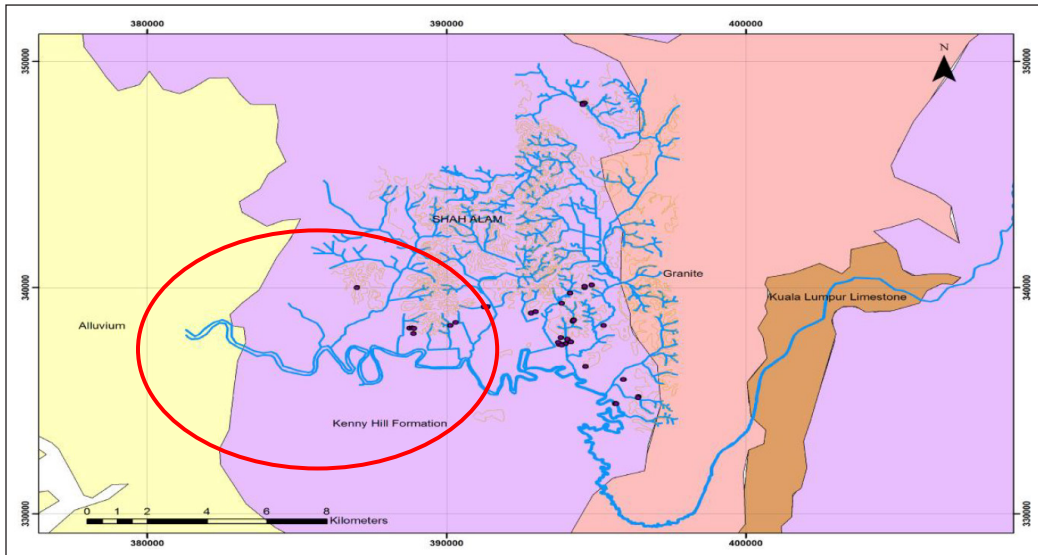 380000 390000 400000
350000 350000
N
SHAH ALAM
Granite
340000 340000
Kuala Lumpur Limestone
Alluvium
Kenny Hill Formation
330000 330000
0 1 2 4 6 8
Kilometers
380000 390000 400000